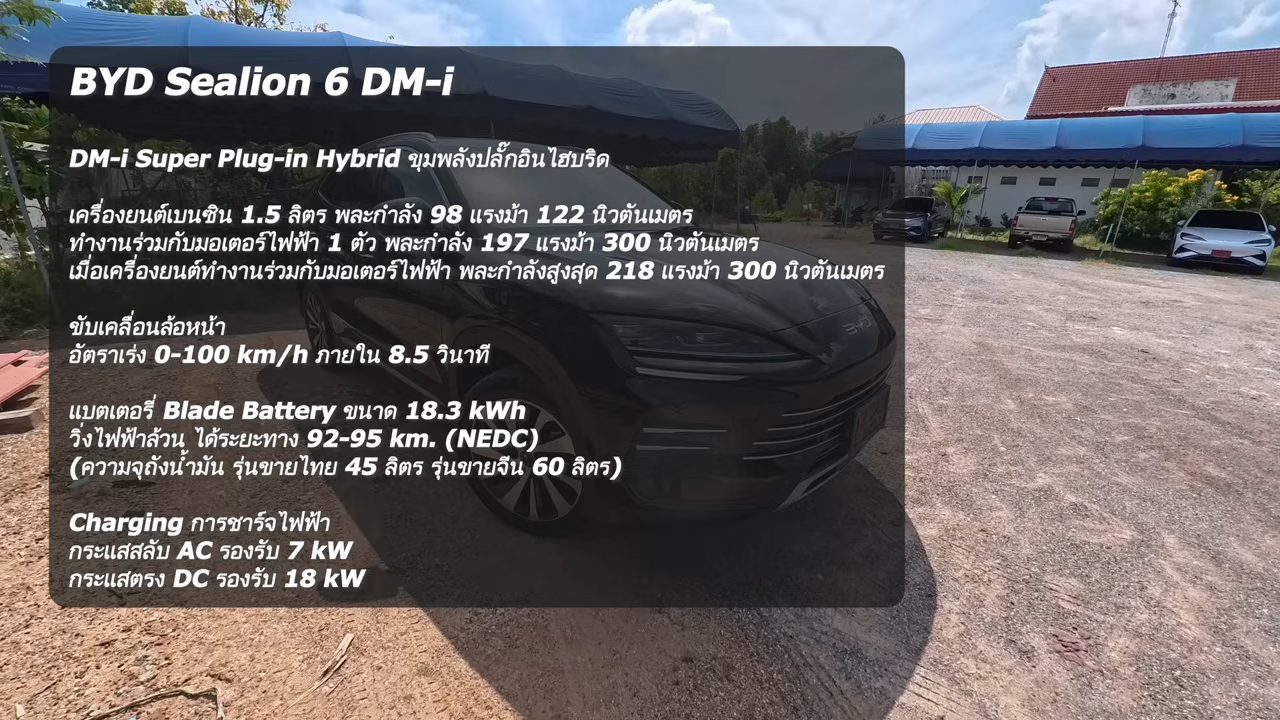 BYD Sealion 6 DM-i
DM-i Super Plug-in Hybrid ขุมพลังปลั๊กอินไฮบริด
เครื่องยนต์เบนซิน 1.5 ลิตร พละกำลัง 98 แรงม้า 122 นิวตันเมตร
ทำงานร่วมกับมอเตอร์ไฟฟ้า 1 ตัว พละกำลัง 197 แรงม้า 300 นิวตันเมตร
เมื่อเครื่องยนต์ทำงานร่วมกับมอเตอร์ไฟฟ้า พละกำลังสูงสุด 218 แรงม้า 300 นิวตันเมตร
ขับเคลื่อนล้อหน้า
อัตราเร่ง 0-100 km/h ภายใน 8.5 วินาที
แบตเตอรี่ Blade Battery ขนาด 18.3 kWh
วิ่งไฟฟ้าล้วน ได้ระยะทาง 92-95 km. (NEDC)
(ความจุถังน้ำมัน รุ่นขายไทย 45 ลิตร รุ่นขายจีน 60 ลิตร)
Charging การชาร์จไฟฟ้า
กระแสสลับ AC รองรับ 7 kW
กระแสตรง DC รองรับ 18 kW
BYD